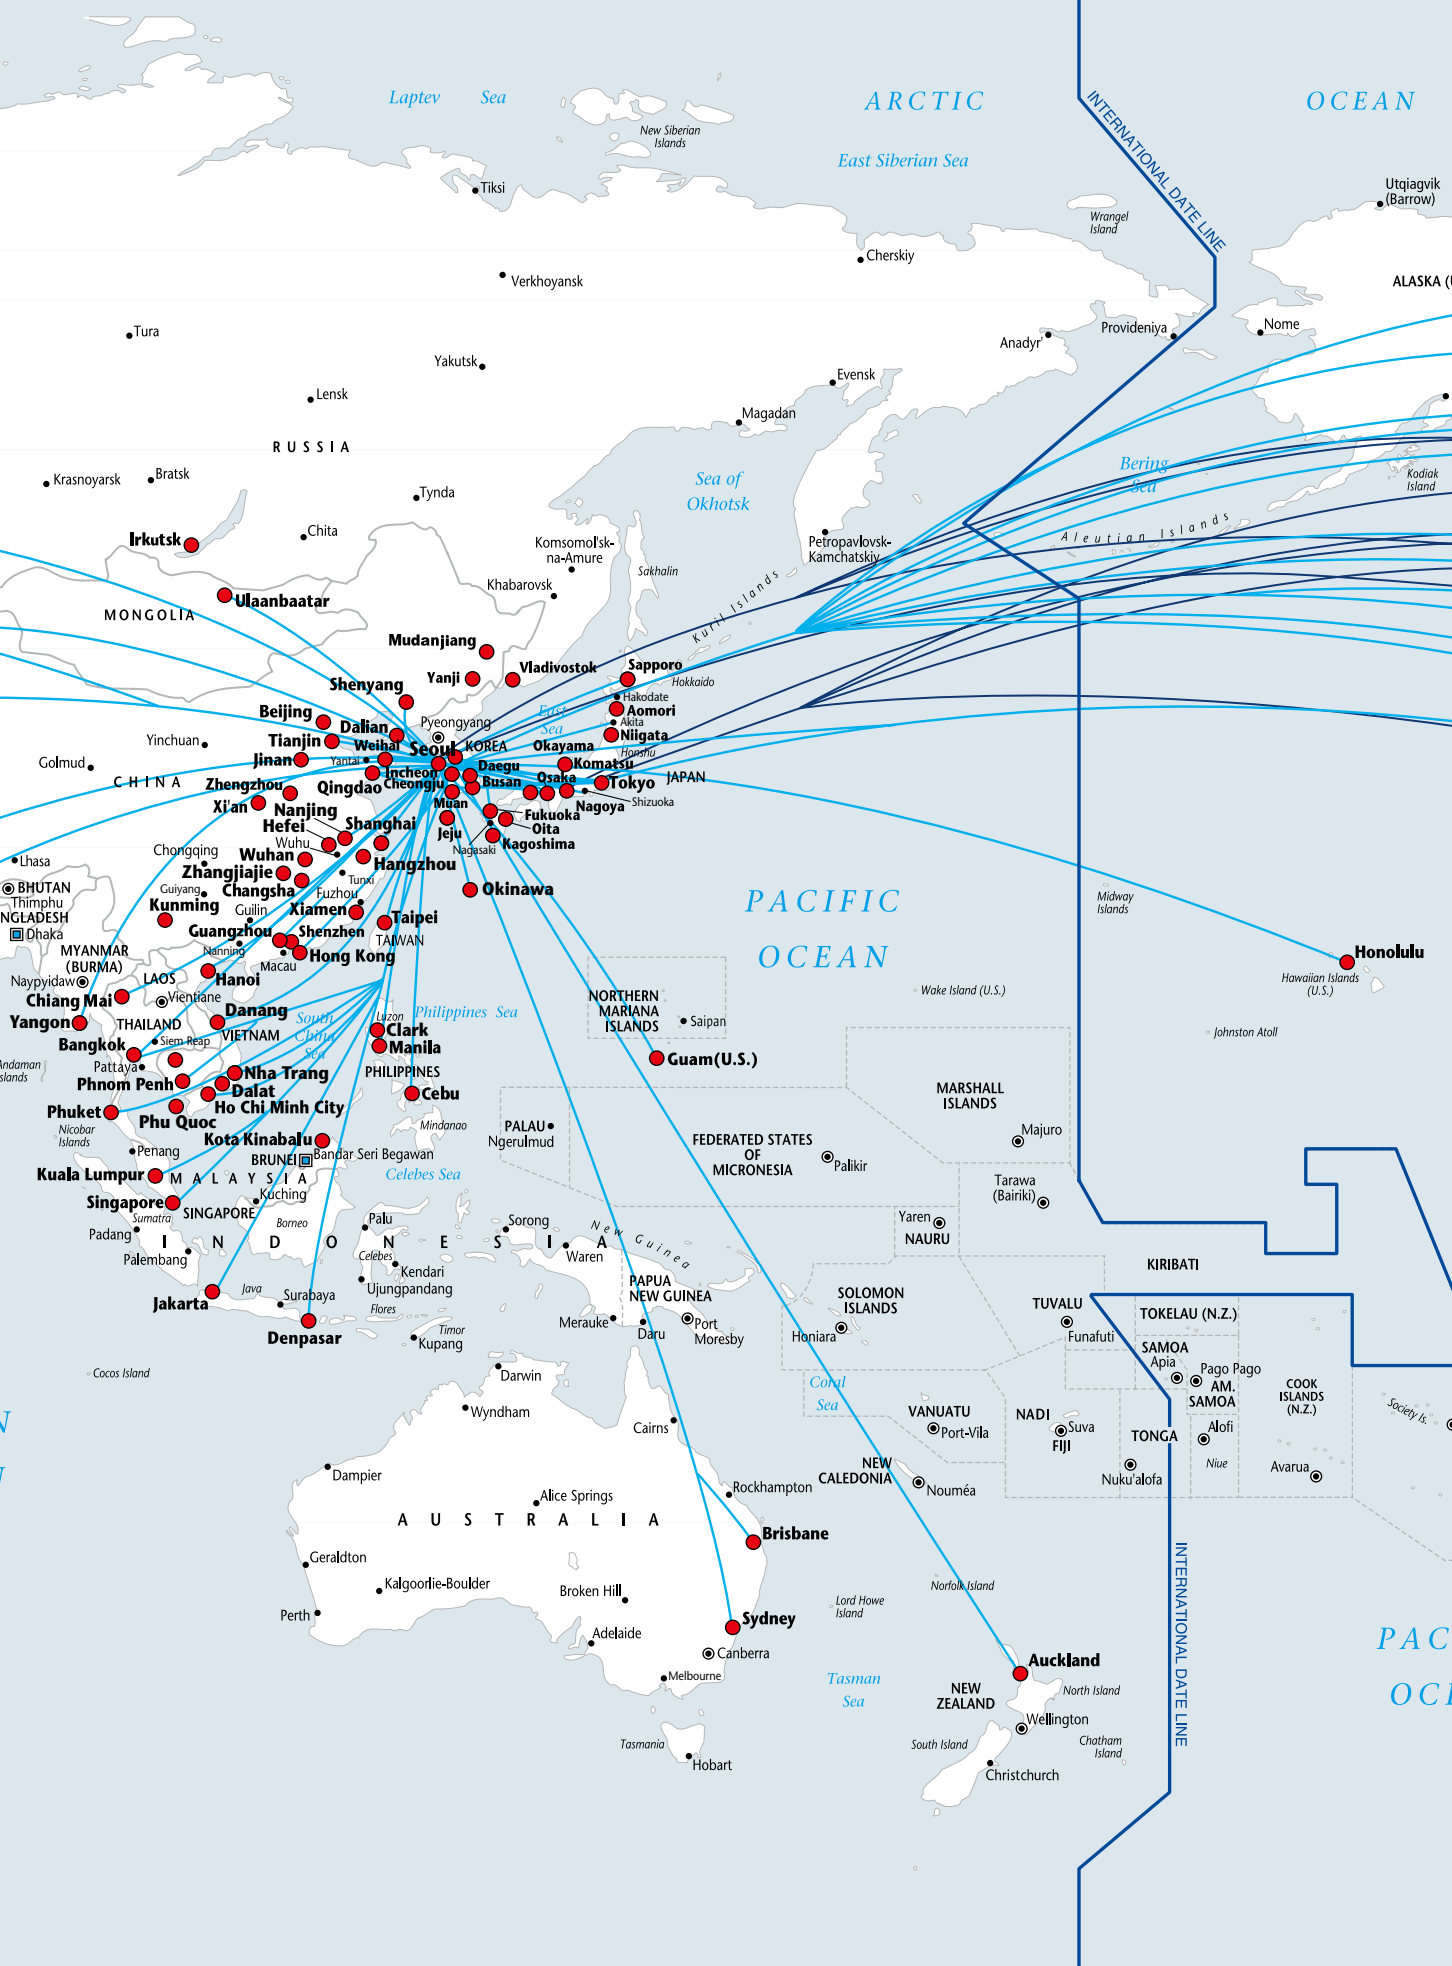 Laptev Sea
ARCTIC
OCEAN
New Siberian
Islands
East Siberian Sea
INTERNATIONAL DATE LINE
Tiksi
Wrangel
Island
Utqiagvik
(Barrow)
Cherskiy
Verkhoyansk
ALASKA (U
Tura
Anadyr'
Provideniya
Nome
Yakutsk
Evensk
Lensk
Magadan
RUSSIA
Bering
Sea
Kodiak
Island
Krasnoyarsk
Bratsk
Sea of
Okhotsk
Tynda
Irkutsk
Chita
Komsomol'sk-
na-Amure
Petropavlovsk-
Kamchatskiy
Aleutian Islands
Sakhalin
Khabarovsk
Kuril Islands
Ulaanbaatar
MONGOLIA
Mudanjiang
Yanji
Vladivostok
Sapporo
Hokkaido
Shenyang
Hakodate
Aomori
Akita
Niigata
Honshu
Beijing
Dalian
Pyeongyang
East
Sea
Tianjin
Weihai
Seoul
KOREA
Okayama
Yinchuan
Golmud
Jinan
Yantai
Incheon
Daegu
Komatsu
CHINA
Zhengzhou
Qingdao
Cheongju
Busan
Osaka
Tokyo
JAPAN
Xi'an
Nanjing
Muan
Nagoya
Shizuoka
Hefei
Shanghai
Jeju
Fukuoka
Oita
Wuhu
Nagasaki
Kagoshima
Lhasa
Chongqing
Wuhan
Hangzhou
Zhangjiajie
Tunxi
BHUTAN
Thimphu
Guiyang
Changsha
Fuzhou
Okinawa
PACIFIC
OCEAN
Midway
Islands
Kunming
Guilin
Xiamen
Taipei
TAIWAN
NGLADESH
Dhaka
Guangzhou
Shenzhen
MYANMAR
(BURMA)
Nanning
Macau
Hong Kong
Honolulu
Hawaiian Islands
(U.S.)
Naypyidaw
LAOS
Hanoi
Chiang Mai
Vientiane
Wake Island (U.S.)
NORTHERN
MARIANA
ISLANDS
Saipan
Yangon
THAILAND
Danang
VIETNAM
South
China
Sea
Luzon
Philippines Sea
Clark
Manila
Johnston Atoll
Bangkok
Siem Reap
Guam(U.S.)
Andaman
slands
Pattaya
Phnom Penh
Nha Trang
Dalat
PHILIPPINES
Cebu
MARSHALL
ISLANDS
Phuket
Ho Chi Minh City
Phu Quoc
Nicobar
Islands
Mindanao
PALAU
Ngerulmud
FEDERATED STATES
OF
MICRONESIA
Majuro
Penang
Kota Kinabalu
BRUNEI
Bandar Seri Begawan
Palikir
Kuala Lumpur
MALAYSIA
Celebes Sea
Tarawa
(Bairiki)
Singapore
SINGAPORE
Kuching
Sumatra
Padang
Palembang
Borneo
Palu
Sorong
New Guinea
Yaren
NAURU
INDONESIA
Celebes
Kendari
Waren
KIRIBATI
Jakarta
Java
Surabaya
Ujungpandang
PAPUA
NEW GUINEA
SOLOMON
ISLANDS
TUVALU
Funafuti
TOKELAU (N.Z.)
Denpasar
Flores
Timor
Kupang
Merauke
Daru
Port
Moresby
Honiara
SAMOA
Apia
Pago Pago
AM.
SAMOA
COOK
ISLANDS
(N.Z.)
Cocos Island
Darwin
Coral
Sea
Society Is.
N
Wyndham
Cairns
VANUATU
Port-Vila
NADI
Suva
FIJI
TONGA
Alofi
N
Dampier
NEW
CALEDONIA
Nouméa
Nuku'alofa
Niue
Avarua
Rockhampton
Alice Springs
AUSTRALIA
Brisbane
Geraldton
Kalgoorlie-Boulder
Broken Hill
Norfolk Island
Lord Howe
Island
INTERNATIONAL DATE LINE
Perth
Sydney
Adelaide
Canberra
Melbourne
Auckland
PAC
OCE
Tasman
Sea
NEW
ZEALAND
North Island
Wellington
Tasmania
South Island
Chatham
Island
Hobart
Christchurch